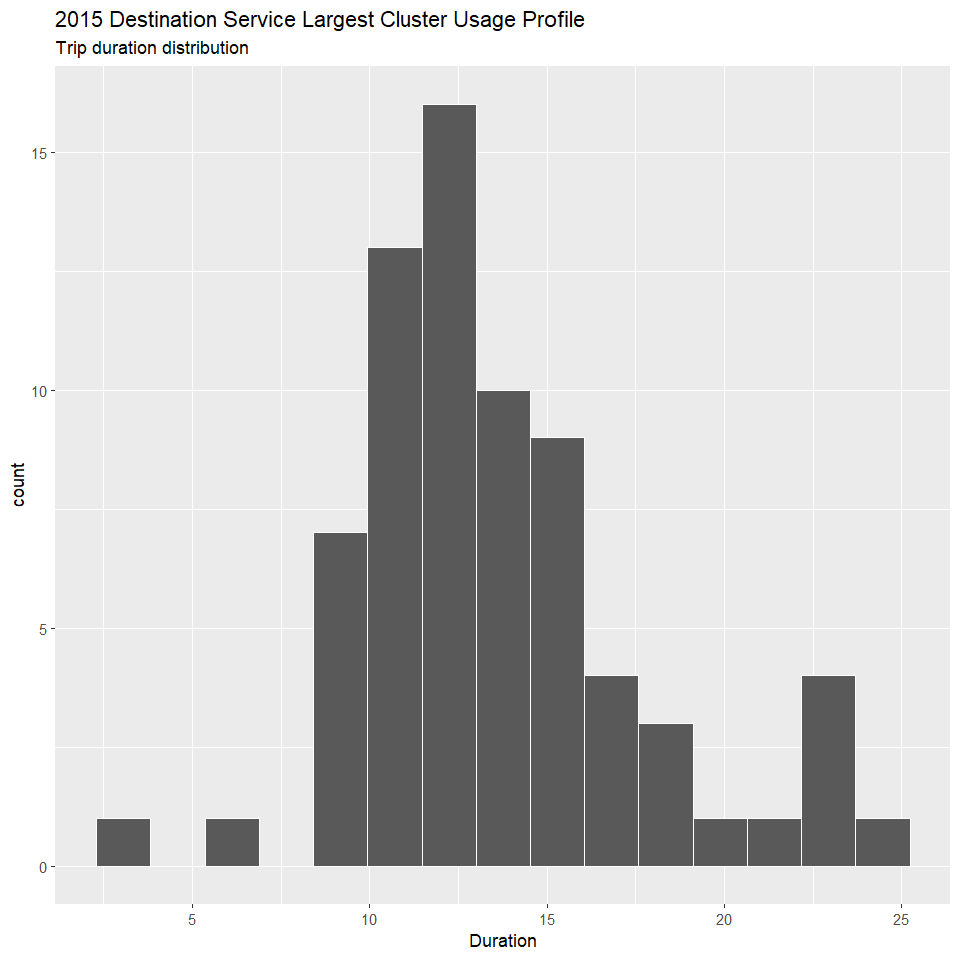 2015 Destination Service Largest Cluster Usage Profile
Trip duration distribution
15
10
5
0
count
5 10 15 20 25
Duration